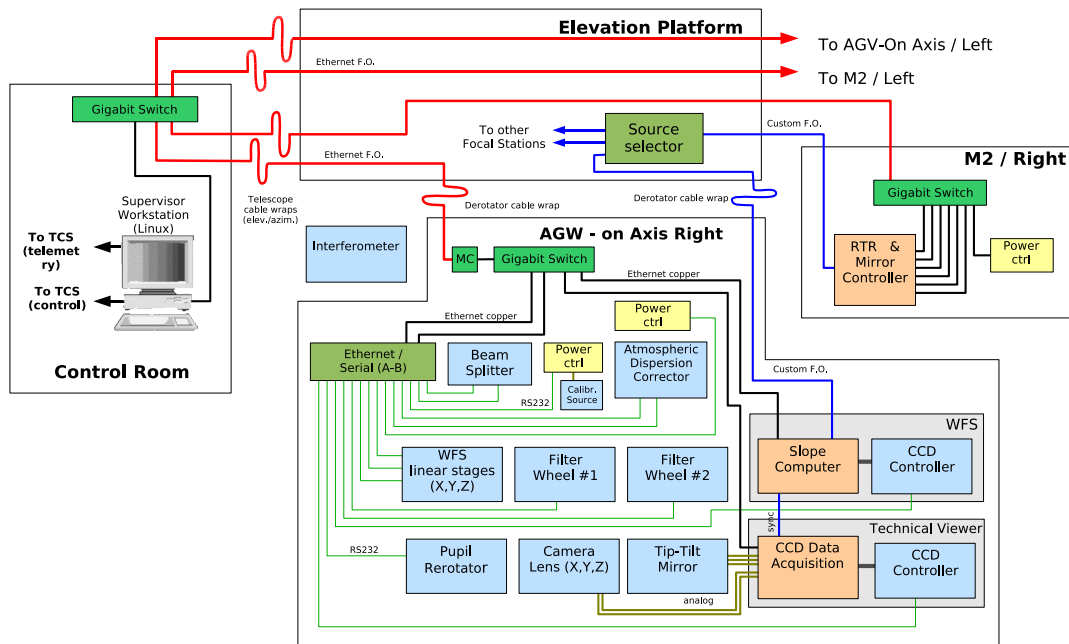 Elevation Platform
To AGV-On Axis / Left
Ethernet F.O.
To M2 / Left
Gigabit Switch
To other
Focal Stations
Source
selector
Custom F.O.
Ethernet F.O.
M2 / Right
Gigabit Switch
Telescope
cable wraps
(elev./azim.)
Derotator cable wrap
Derotator cable wrap
Supervisor
Workstation
(Linux)
To TCS
(telemet
ry)
To TCS
(control)
Control Room
Interferometer
AGW - on Axis Right
MC
Gigabit Switch
RTR & 
Mirror
Controller
Power
ctrl
Ethernet copper
Ethernet copper
Power
ctrl
Ethernet /
Serial (A-B)
Beam
Splitter
Power
ctrl
Atmospheric
Dispersion
Corrector
Calibr.
Source
RS232
Custom F.O.
WFS
WFS
linear stages
(X,Y,Z)
Filter
Wheel #1
Filter
Wheel #2
Slope
Computer
CCD
Controller
sync
Technical Viewer
RS232
Pupil
Rerotator
Camera
Lens (X,Y,Z)
Tip-Tilt
Mirror
CCD Data
Acquisition
CCD
Controller
analog